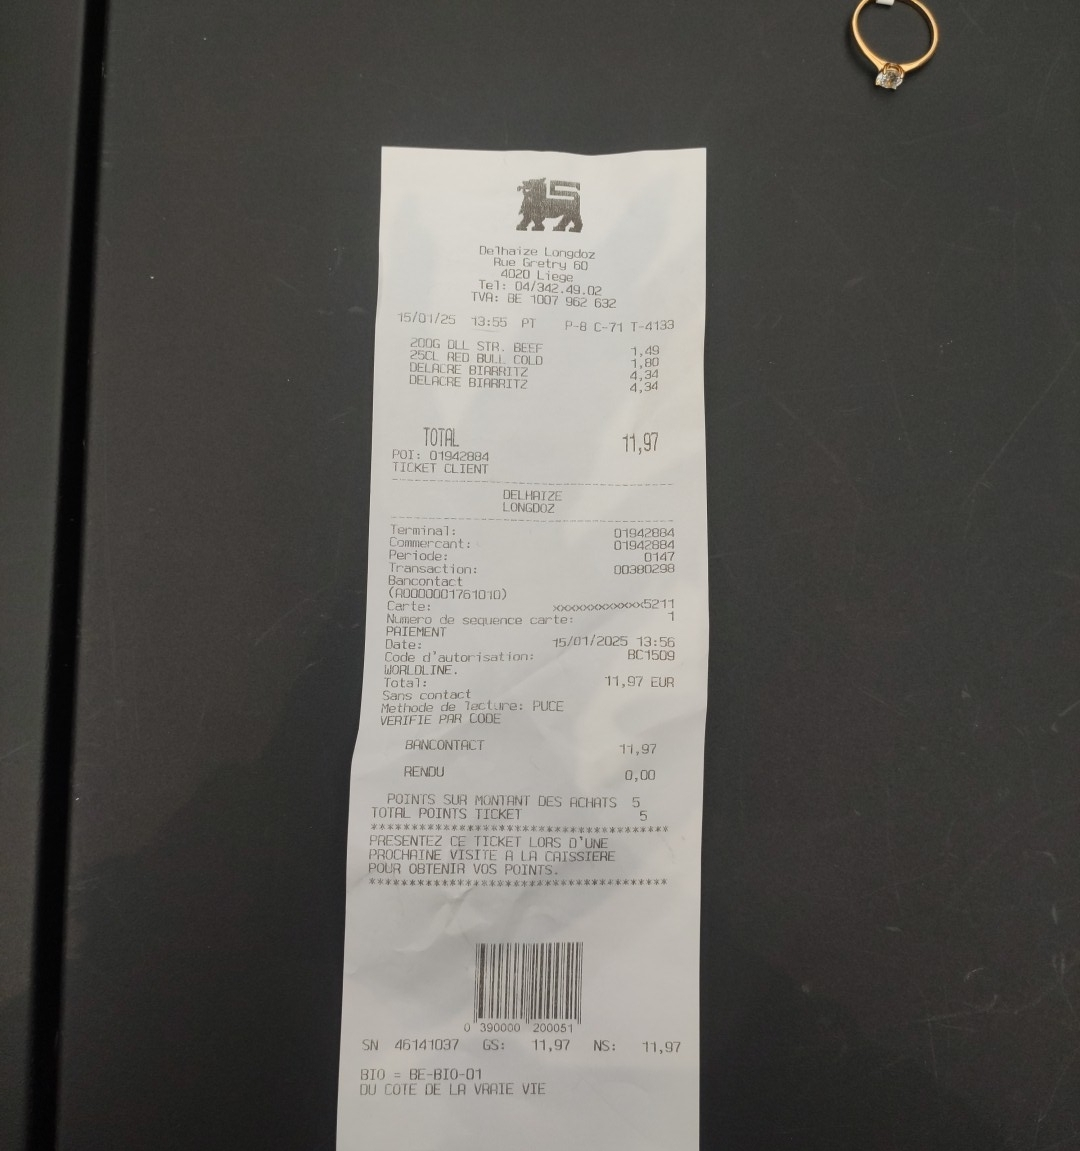 Delhaize Longdoz
Rue Gretry 60
4020 Liege
Tel: 04/342.49.02
TVA: BE 1007 962 632
15/01/25 13:55 PT P-8 C-71 T-4133
200G DLL STR. BEEF 1,49
25CL RED BULL COLD 1,80
DELACRE BIARRITZ 4,34
DELACRE BIARRITZ 4,34
TOTAL 11,97
POI: 01942884
TICKET CLIENT
DELHAIZE
LONGDOZ
Terminal: 01942884
Commercant: 01942884
Periode: 0147
Transaction: 00380298
Bancontact
(A0000001761010)
Carte: xxxxxxxxxxxxx5211
Numero de sequence carte: 1
PAIEMENT
Date: 15/01/2025 13:56
Code d'autorisation: BC1509
WORLDLINE.
Total: 11,97 EUR
Sans contact
Methode de lecture: PUCE
VERIFIE PAR CODE
BANCONTACT 11,97
RENDU 0,00
POINTS SUR MONTANT DES ACHATS 5
TOTAL POINTS TICKET 5
**************************************
PRESENTEZ CE TICKET LORS D'UNE
PROCHAINE VISITE A LA CAISSIERE
POUR OBTENIR VOS POINTS.
**************************************
0 390000 200051
SN 46141037 GS: 11,97 NS: 11,97
BIO = BE-BIO-01
DU COTE DE LA VRAIE VIE